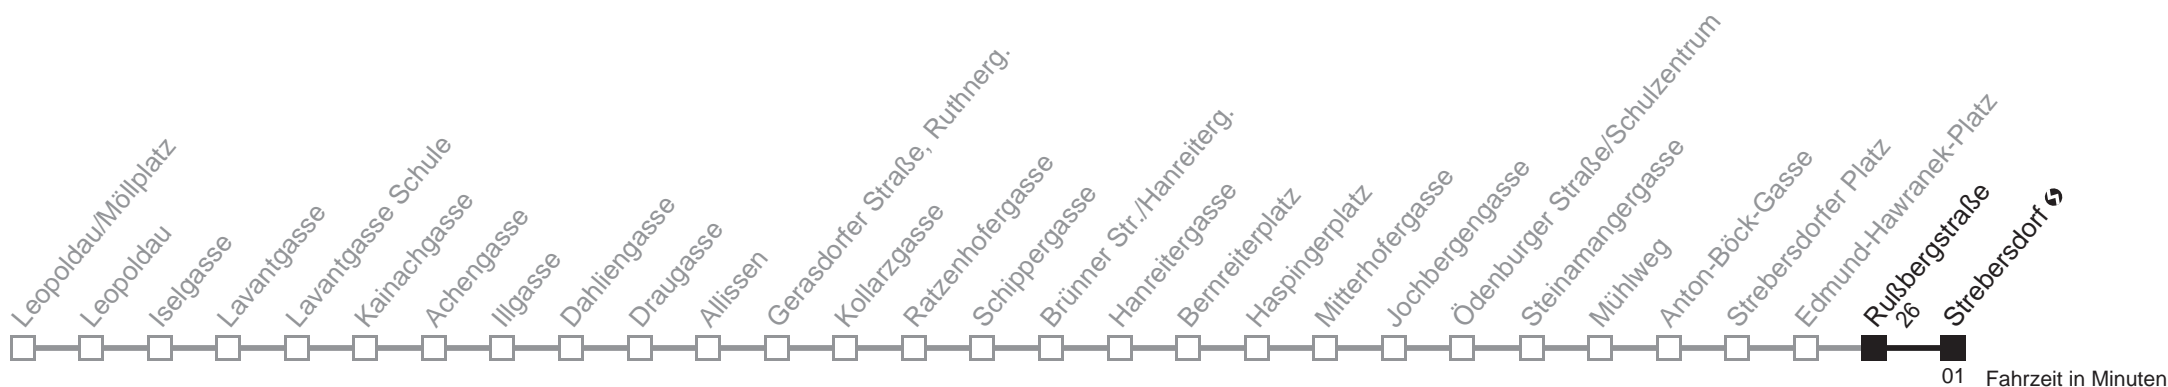 Leopoldau/Möllplatz
Leopoldau
Iselgasse
Lavantgasse
Lavantgasse Schule
Kainachgasse
Achengasse
Illgasse
Dahliengasse
Draugasse
Allissen
Gerasdorfer Straße, Ruthnerg.
Kollarzgasse
Ratzenhofergasse
Schippergasse
Brünner Str./Hanreiterg.
Hanreitergasse
Bernreiterplatz
Haspingerplatz
Mitterhofergasse
Jochbergengasse
Ödenburger Straße/Schulzentrum
Steinamangergasse
Mühlweg
Anton-Böck-Gasse
Strebersdorfer Platz
Edmund-Hawranek-Platz
Rußbergstraße
26
Strebersdorf
01
Fahrzeit in Minuten